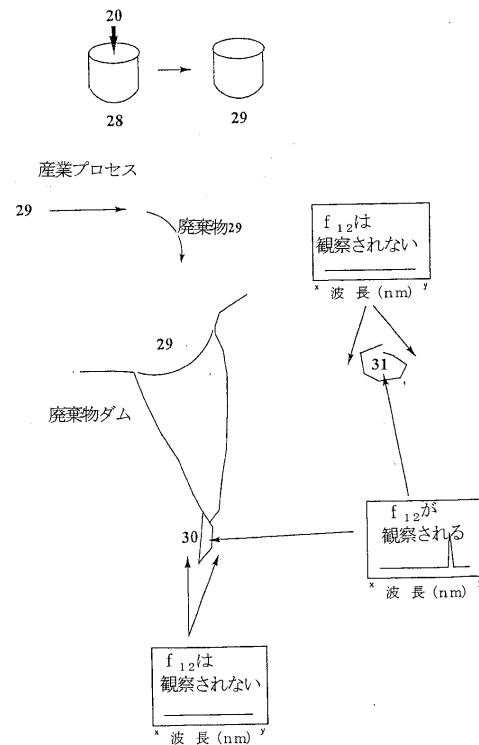 20
28
29
産業プロセス
29
廃棄物29
f₁₂は
観察されない
x 波 長 (nm) y
29
31
廃棄物ダム
30
f₁₂が
観察される
x 波 長 (nm)
f₁₂は
観察されない
x 波 長 (nm) y